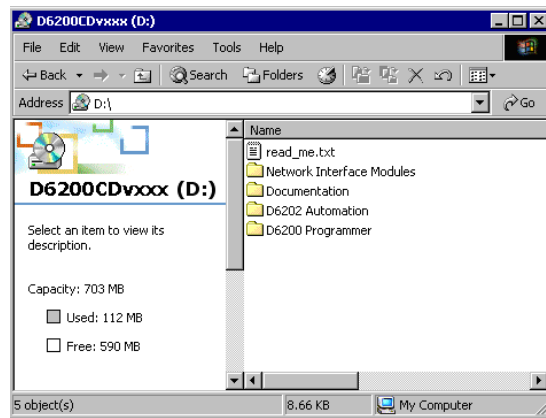 D6200CDvxxx (D:)
File Edit View Favorites Tools Help
Back Search Folders
Address D:\ Go
Name
read_me.txt
Network Interface Modules
Documentation
D6202 Automation
D6200 Programmer
D6200CDvxxx (D:)
Select an item to view its
description.
Capacity: 703 MB
Used: 112 MB
Free: 590 MB
5 object(s) 8.66 KB My Computer